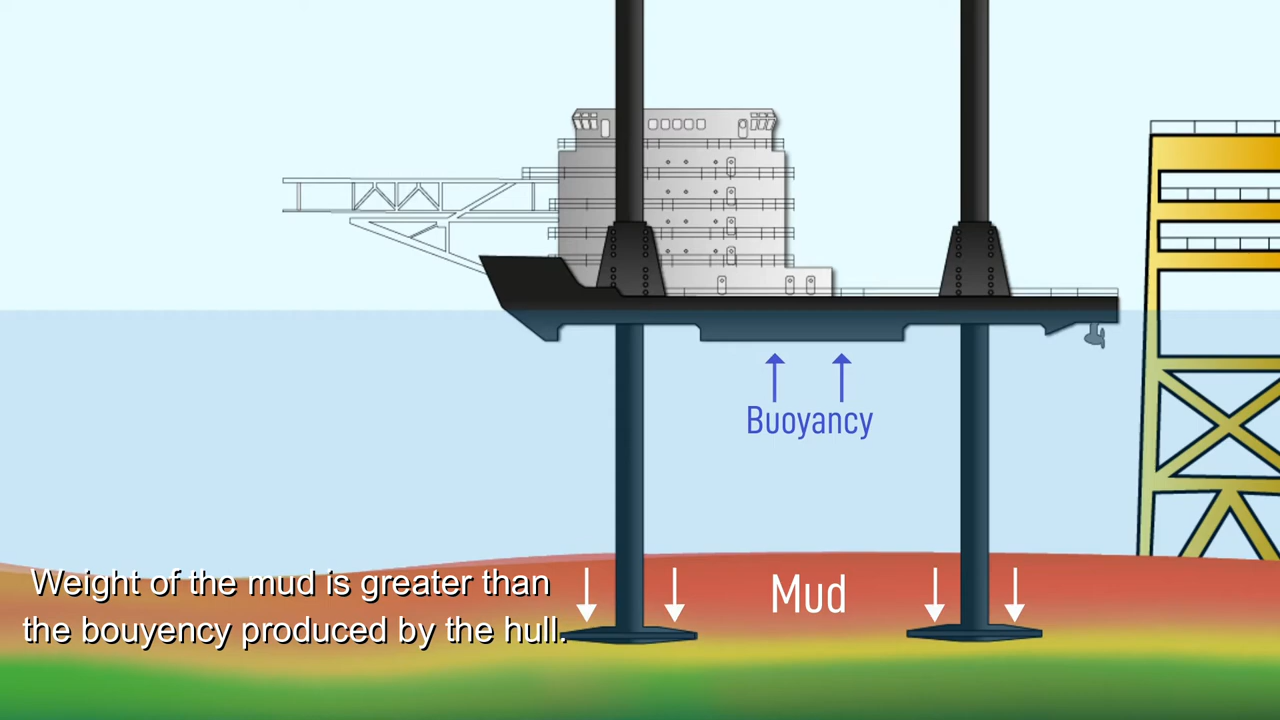 Buoyancy
Mud
Weight of the mud is greater than
the bouyency produced by the hull.